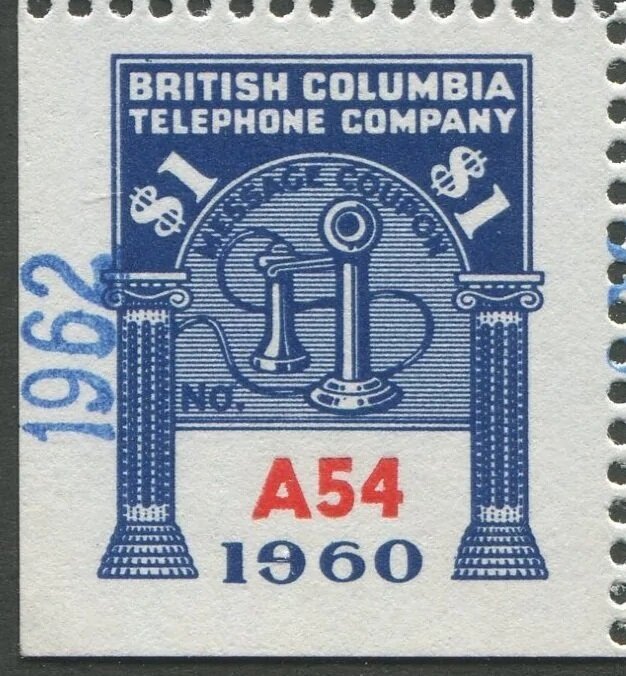 BRITISH COLUMBIA
TELEPHONE COMPANY
$1 $1
MESSAGE COUPON
1962
NO.
A54
1960